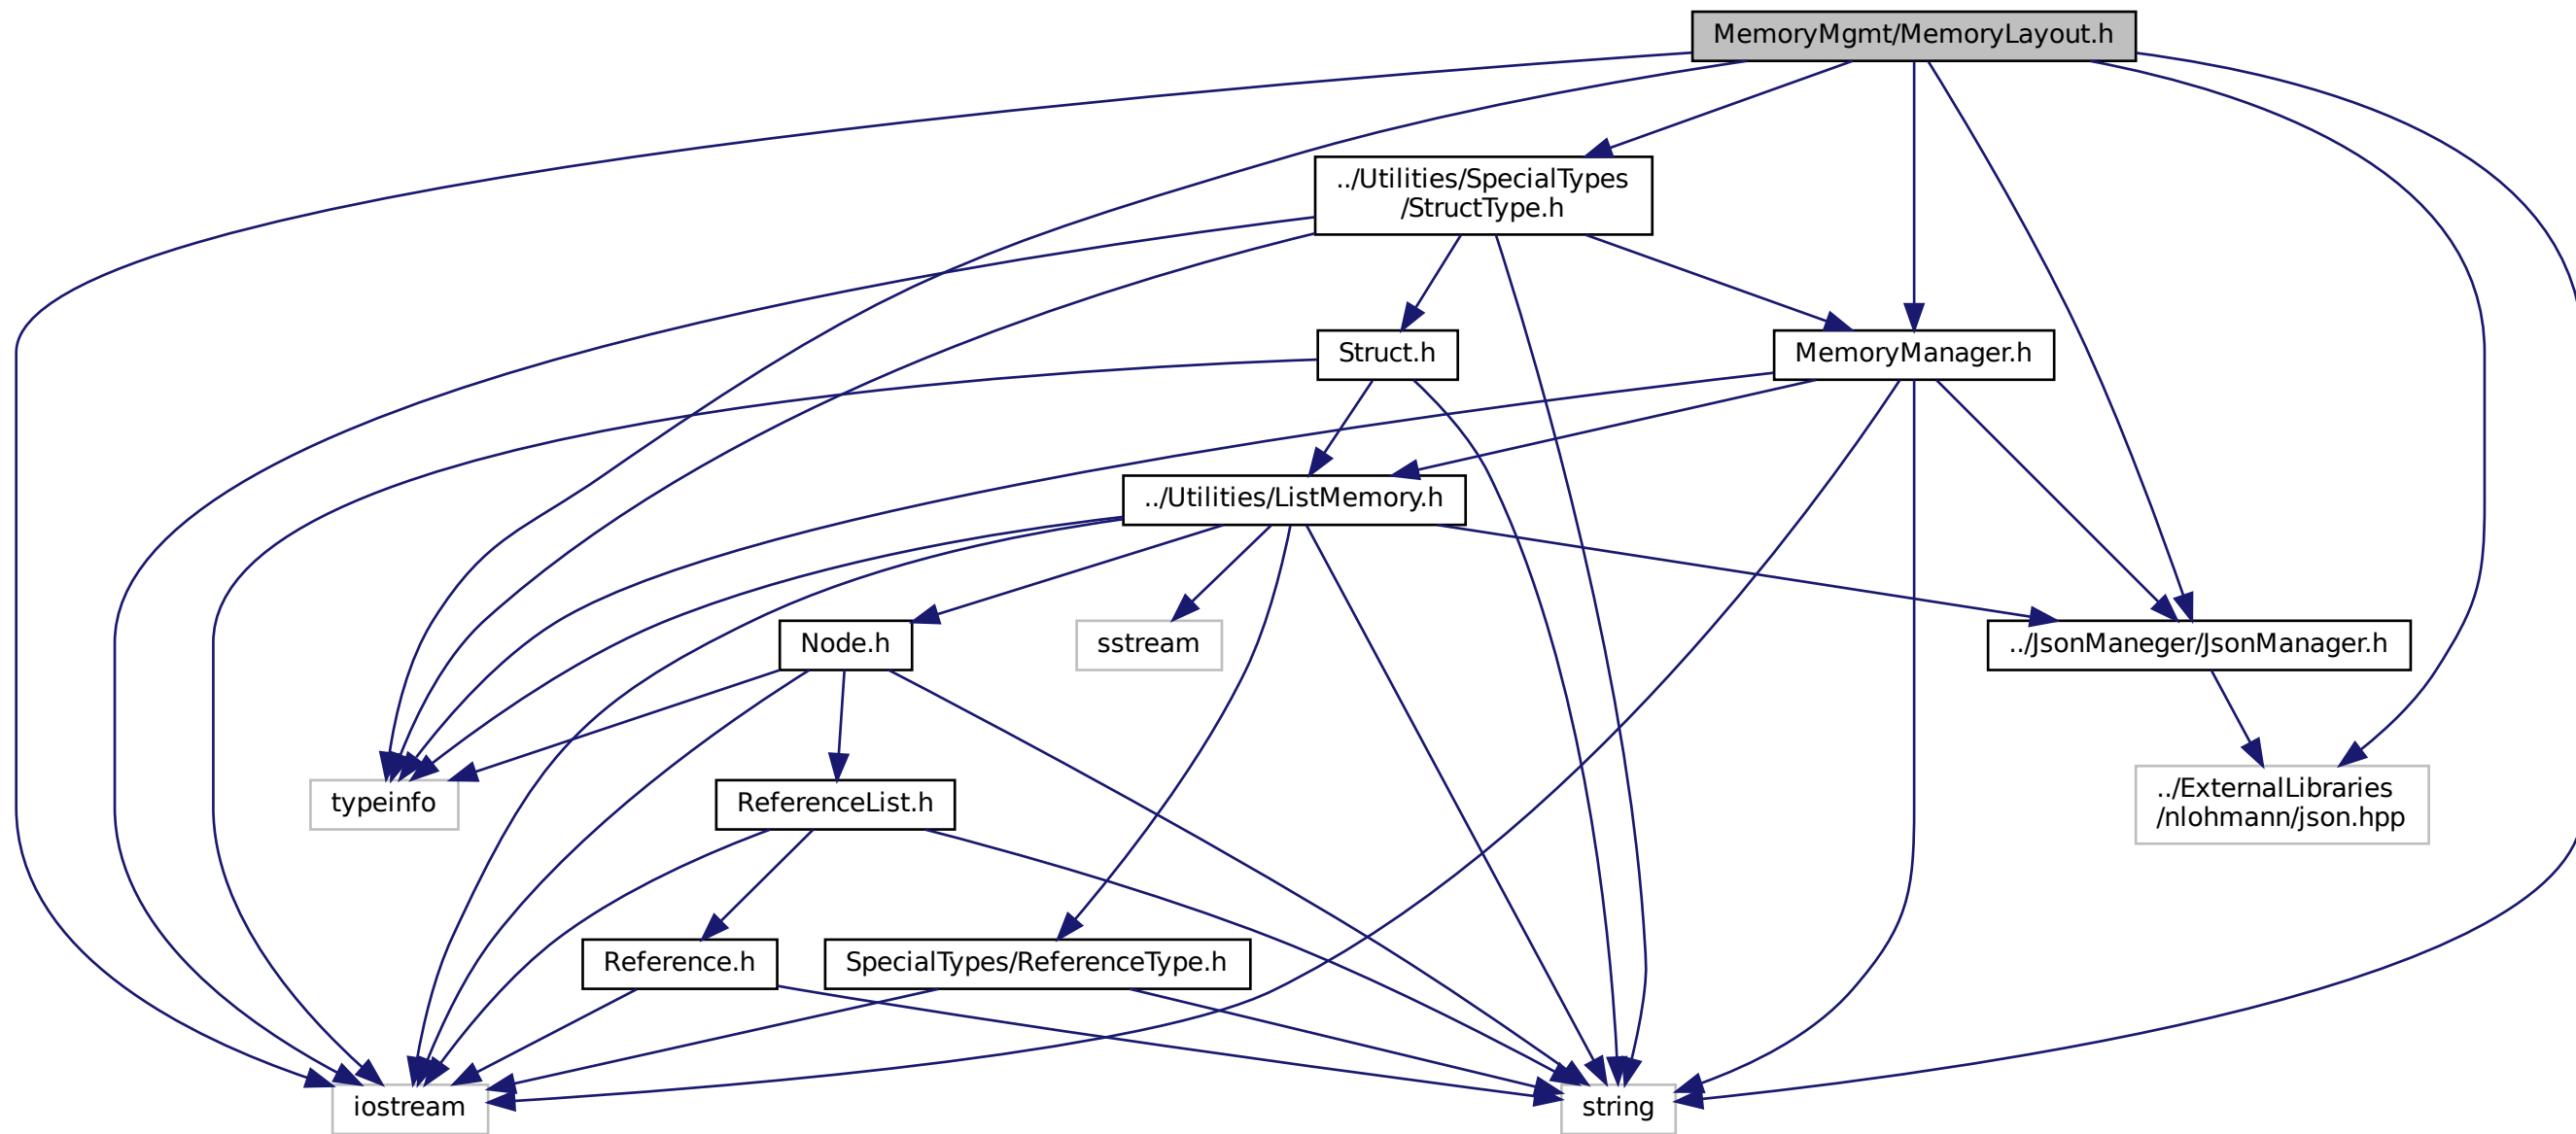 MemoryMgmt/MemoryLayout.h
../Utilities/SpecialTypes
/StructType.h
Struct.h
MemoryManager.h
../Utilities/ListMemory.h
Node.h
sstream
../JsonManeger/JsonManager.h
typeinfo
ReferenceList.h
../ExternalLibraries
/nlohmann/json.hpp
Reference.h
SpecialTypes/ReferenceType.h
iostream
string